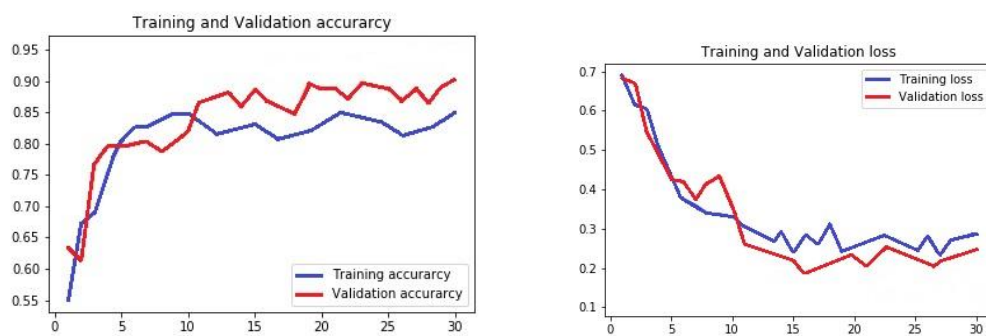 Training and Validation accurarcy
0.95
0.90
0.85
0.80
0.75
0.70
0.65
0.60
0.55
0 5 10 15 20 25 30
Training accurarcy
Validation accurarcy
Training and Validation loss
0.7
0.6
0.5
0.4
0.3
0.2
0.1
0 5 10 15 20 25 30
Training loss
Validation loss